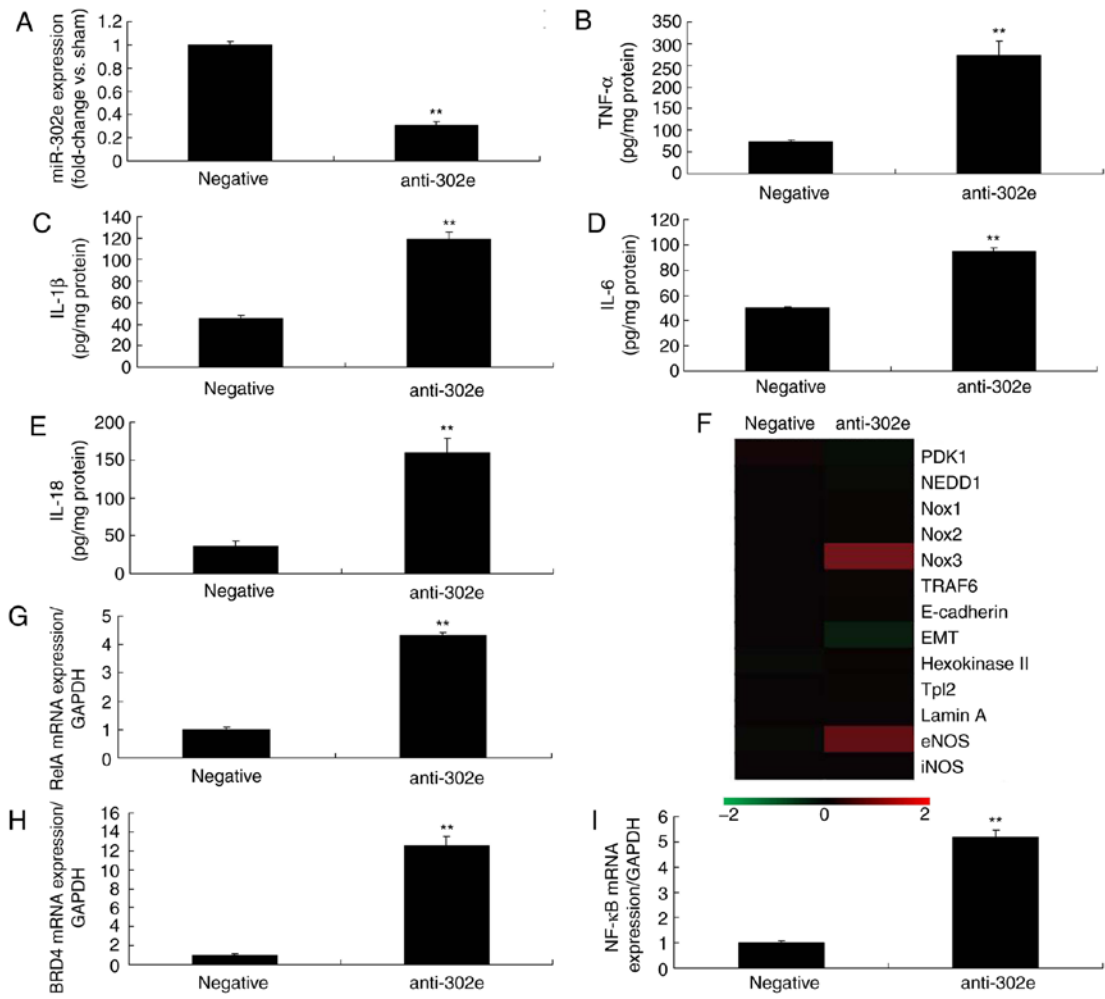 A
miR-302e expression
(fold-change vs. sham)
1.2
1
0.8
0.6
0.4
0.2
0
**
Negative
anti-302e
B
TNF-α
(pg/mg protein)
350
300
250
200
150
100
50
0
**
Negative
anti-302e
C
IL-1β
(pg/mg protein)
140
120
100
80
60
40
20
0
**
Negative
anti-302e
D
IL-6
(pg/mg protein)
120
100
80
60
40
20
0
**
Negative
anti-302e
E
IL-18
(pg/mg protein)
200
150
100
50
0
**
Negative
anti-302e
F
Negative anti-302e
PDK1
NEDD1
Nox1
Nox2
Nox3
TRAF6
E-cadherin
EMT
Hexokinase II
Tpl2
Lamin A
eNOS
iNOS
−2 0 2
G
RelA mRNA expression/
GAPDH
5
4
3
2
1
0
**
Negative
anti-302e
H
BRD4 mRNA expression/
GAPDH
16
14
12
10
8
6
4
2
0
**
Negative
anti-302e
I
NF-κB mRNA
expression/GAPDH
6
5
4
3
2
1
0
**
Negative
anti-302e